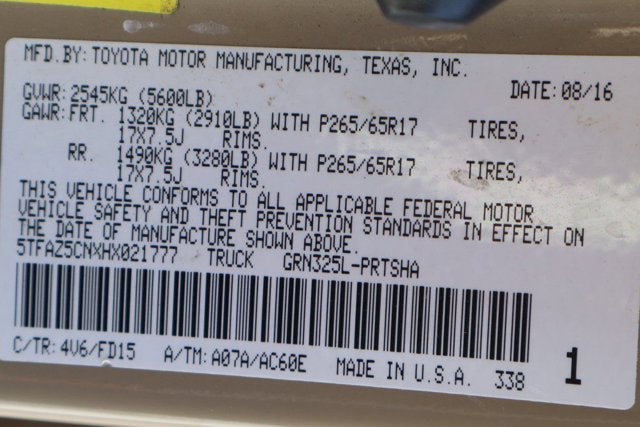 MFD.BY: TOYOTA MOTOR MANUFACTURING, TEXAS, INC.
DATE: 08/16
GVWR: 2545KG (5600LB)
GAWR: FRT. 1320KG (2910LB) WITH P265/65R17 TIRES,
17X7.5J RIMS.
RR. 1490KG (3280LB) WITH P265/65R17 TIRES,
17X7.5J RIMS.
THIS VEHICLE CONFORMS TO ALL APPLICABLE FEDERAL MOTOR
VEHICLE SAFETY AND THEFT PREVENTION STANDARDS IN EFFECT ON
THE DATE OF MANUFACTURE SHOWN ABOVE.
5TFAZ5CNXHX021777 TRUCK GRN325L-PRTSHA
C/TR: 4V6/FD15 A/TM: A07A/AC60E MADE IN U.S.A. 338 1